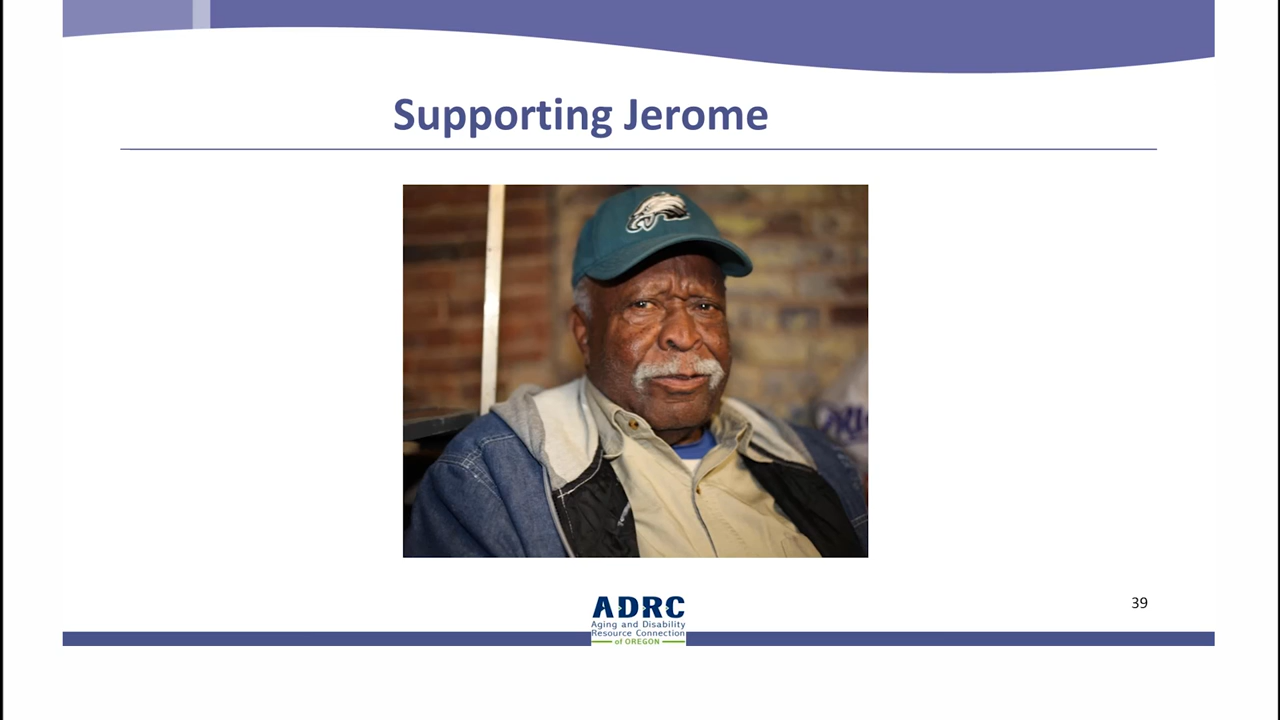 Supporting Jerome
39
ADRC
Aging and Disability
Resource Connection
of OREGON